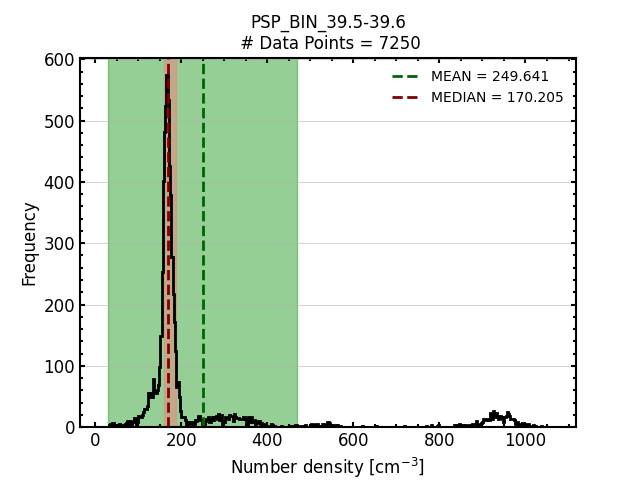 PSP_BIN_39.5-39.6
# Data Points = 7250
MEAN = 249.641
MEDIAN = 170.205
600
500
400
300
200
100
0
Frequency
0 200 400 600 800 1000
Number density [cm⁻³]